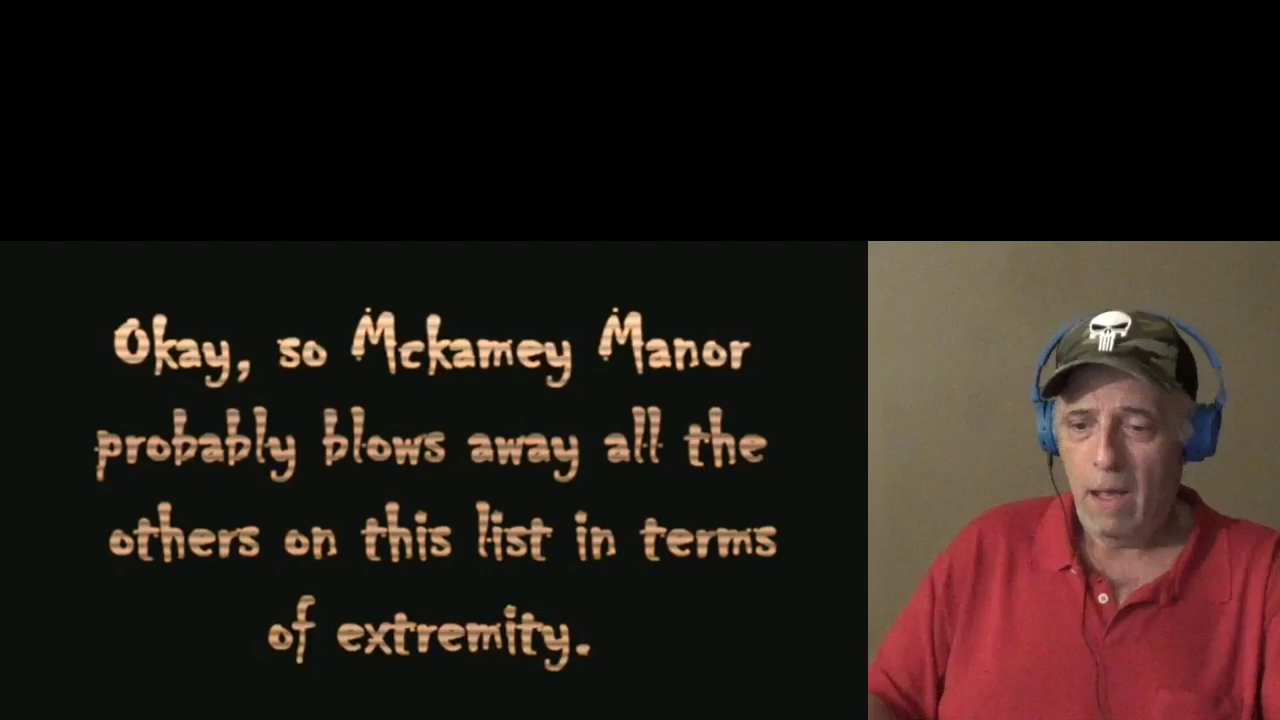 Okay, so Mckamey Manor
probably blows away all the
others on this list in terms
of extremity.